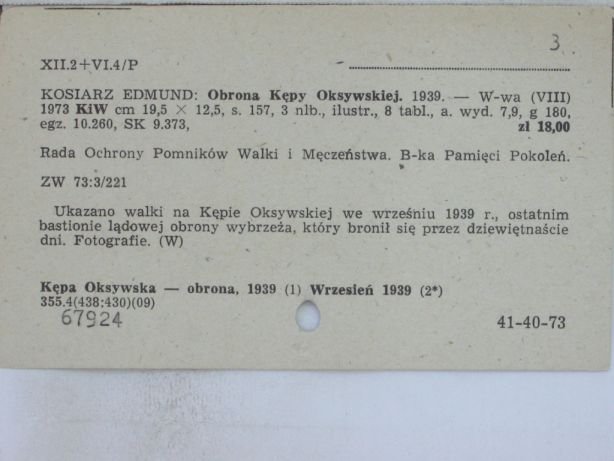 3
XII.2+VI.4/P
KOSIARZ EDMUND: Obrona Kępy Oksywskiej. 1939. — W-wa (VIII)
1973 KiW cm 19,5 × 12,5, s. 157, 3 nlb., ilustr., 8 tabl., a. wyd. 7,9, g 180,
egz. 10.260, SK 9.373, zł 18,00
Rada Ochrony Pomników Walki i Męczeństwa. B-ka Pamięci Pokoleń.
ZW 73:3/221
Ukazano walki na Kępie Oksywskiej we wrześniu 1939 r., ostatnim
bastionie lądowej obrony wybrzeża, który bronił się przez dziewiętnaście
dni. Fotografie. (W)
Kępa Oksywska — obrona, 1939 (1) Wrzesień 1939 (2*)
355.4(438:430)(09)
67924 41-40-73